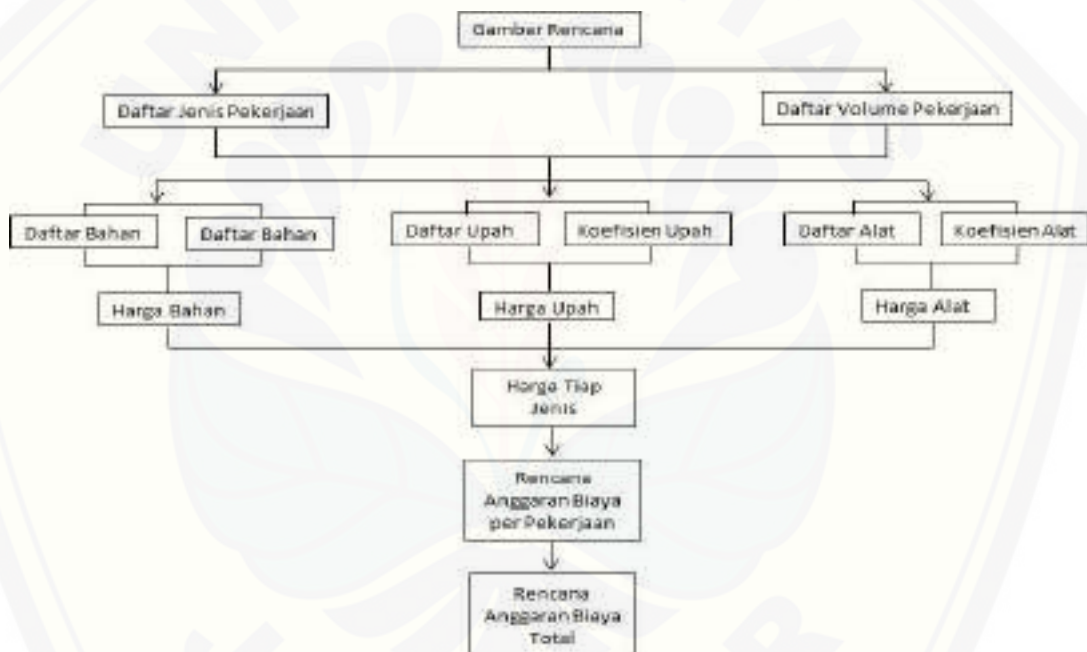 Gambar Rencana
Daftar Jenis Pekerjaan
Daftar Volume Pekerjaan
Daftar Bahan
Daftar Bahan
Daftar Upah
Koefisien Upah
Daftar Alat
Koefisien Alat
Harga Bahan
Harga Upah
Harga Alat
Harga Tiap
Jenis
Rencana
Anggaran Biaya
per Pekerjaan
Rencana
Anggaran Biaya
Total